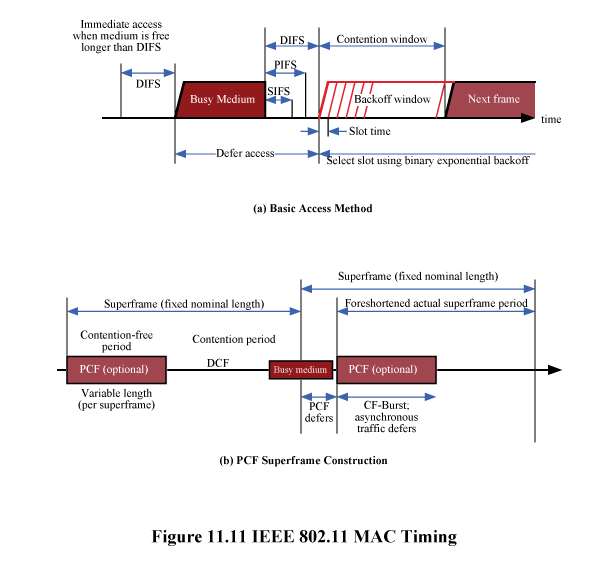 Immediate access
when medium is free
longer than DIFS
DIFS
Contention window
PIFS
DIFS
SIFS
Busy Medium
Backoff window
Next frame
time
Slot time
Defer access
Select slot using binary exponential backoff
(a) Basic Access Method
Superframe (fixed nominal length)
Superframe (fixed nominal length)
Foreshortened actual superframe period
Contention-free
period
Contention period
PCF (optional)
DCF
Busy medium
PCF (optional)
Variable length
(per superframe)
PCF
defers
CF-Burst;
asynchronous
traffic defers
(b) PCF Superframe Construction
Figure 11.11 IEEE 802.11 MAC Timing